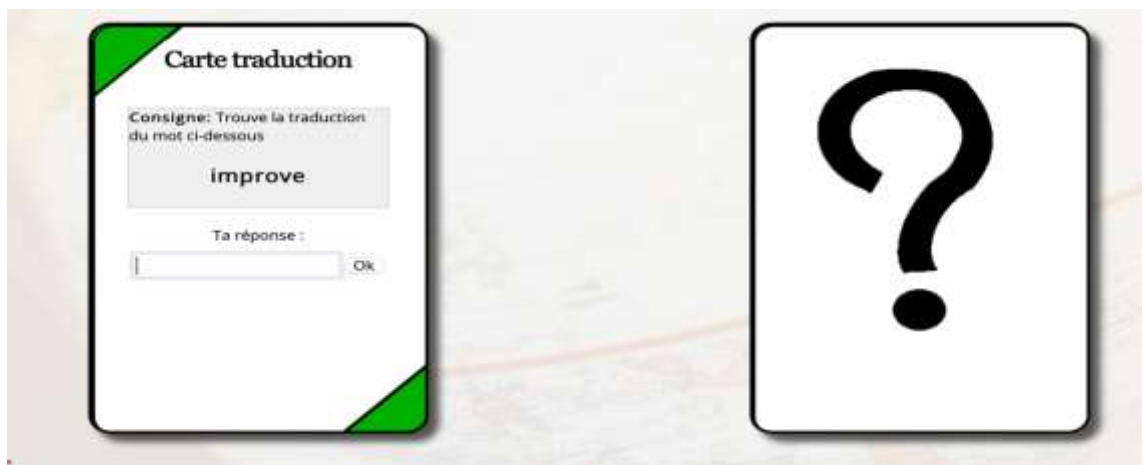 Carte traduction
Consigne: Trouve la traduction
du mot ci-dessous
improve
Ta réponse :
Ok
?